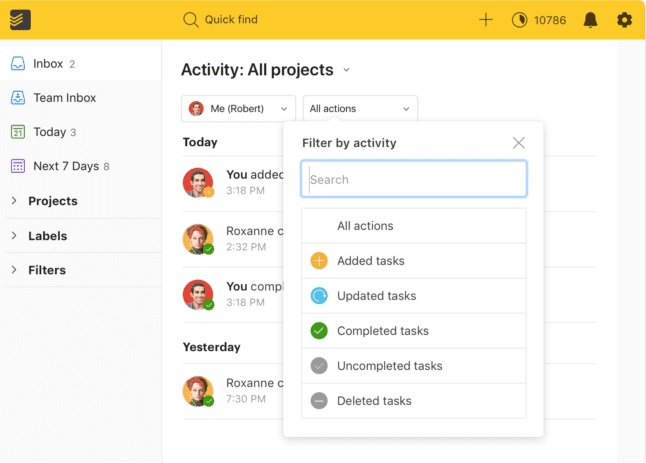 Quick find
10786
Inbox 2
Team Inbox
21 Today 3
Next 7 Days 8
Projects
Labels
Filters
Activity: All projects
Me (Robert)
All actions
Today
You added
3:18 PM
Roxanne c
2:32 PM
You compl
3:18 PM
Yesterday
Roxanne c
7:30 PM
Filter by activity
Search
All actions
Added tasks
Updated tasks
Completed tasks
Uncompleted tasks
Deleted tasks